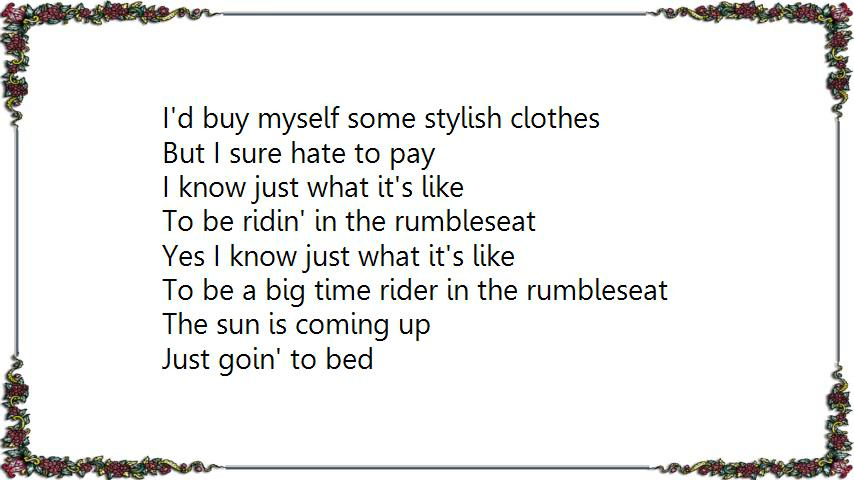 I'd buy myself some stylish clothes
But I sure hate to pay
I know just what it's like
To be ridin' in the rumbleseat
Yes I know just what it's like
To be a big time rider in the rumbleseat
The sun is coming up
Just goin' to bed